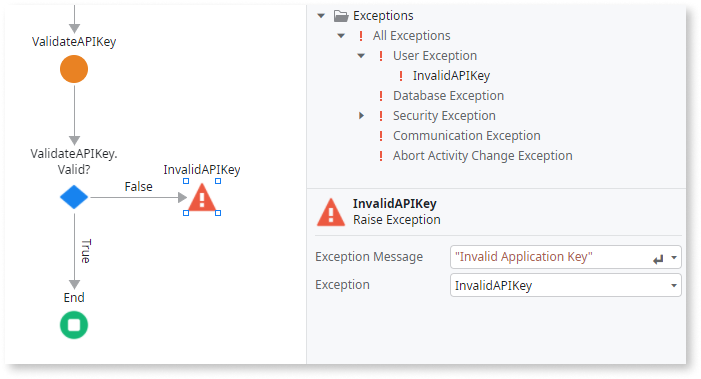 ValidateAPIKey
ValidateAPIKey.
Valid?
InvalidAPIKey
False
True
End
Exceptions
All Exceptions
User Exception
InvalidAPIKey
Database Exception
Security Exception
Communication Exception
Abort Activity Change Exception
InvalidAPIKey
Raise Exception
Exception Message
"Invalid Application Key"
Exception
InvalidAPIKey